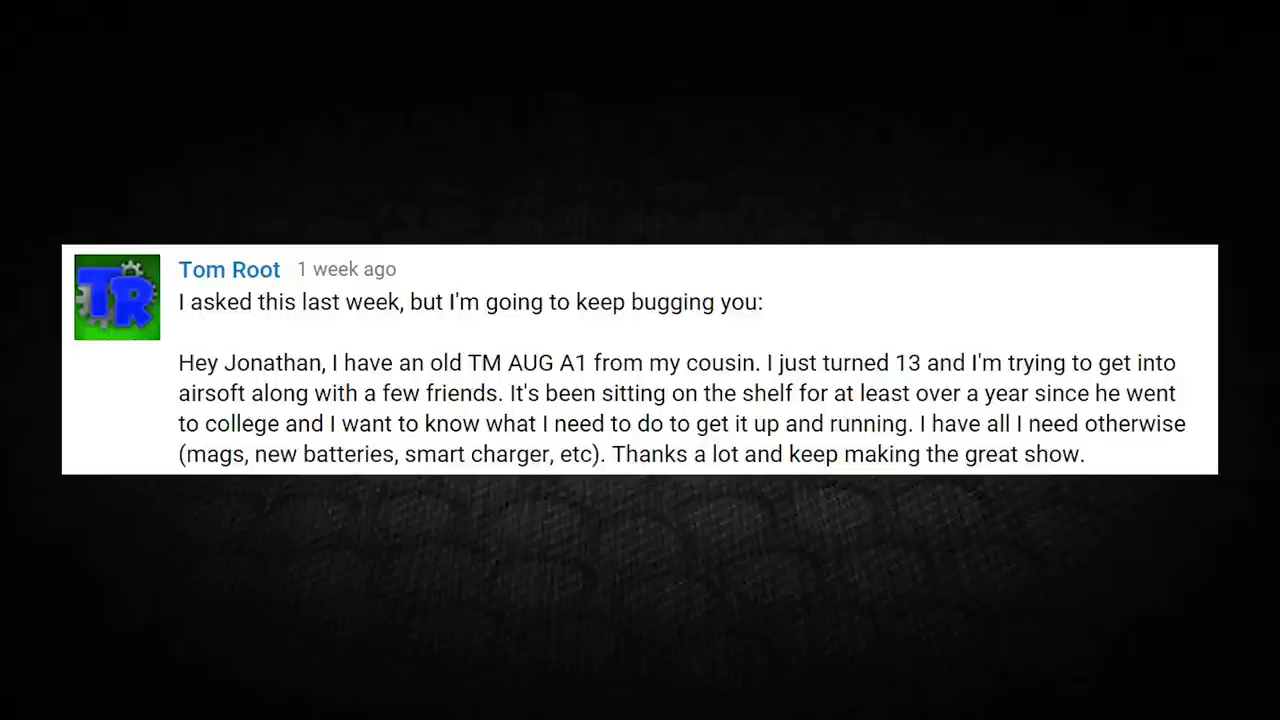 TR
Tom Root 1 week ago
I asked this last week, but I'm going to keep bugging you:
Hey Jonathan, I have an old TM AUG A1 from my cousin. I just turned 13 and I'm trying to get into
airsoft along with a few friends. It's been sitting on the shelf for at least over a year since he went
to college and I want to know what I need to do to get it up and running. I have all I need otherwise
(mags, new batteries, smart charger, etc). Thanks a lot and keep making the great show.